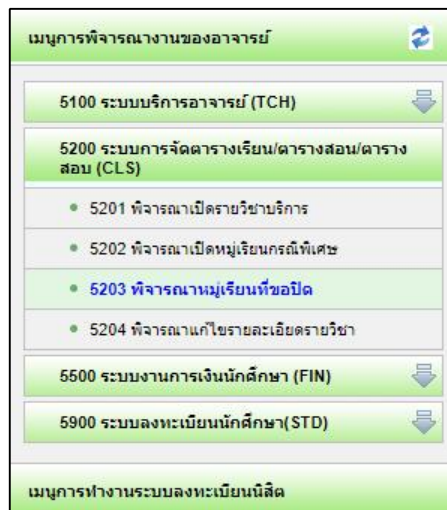 เมนูการพิจารณางานของอาจารย์
5100 ระบบบริการอาจารย์ (TCH)
5200 ระบบการจัดตารางเรียน/ตารางสอน/ตาราง
สอบ (CLS)
5201 พิจารณาเปิดรายวิชาบริการ
5202 พิจารณาเปิดหมู่เรียนกรณีพิเศษ
5203 พิจารณาหมู่เรียนที่ขอปิด
5204 พิจารณาแก้ไขรายละเอียดรายวิชา
5500 ระบบงานการเงินนักศึกษา (FIN)
5900 ระบบลงทะเบียนนักศึกษา(STD)
เมนูการทำงานระบบลงทะเบียนนิสิต